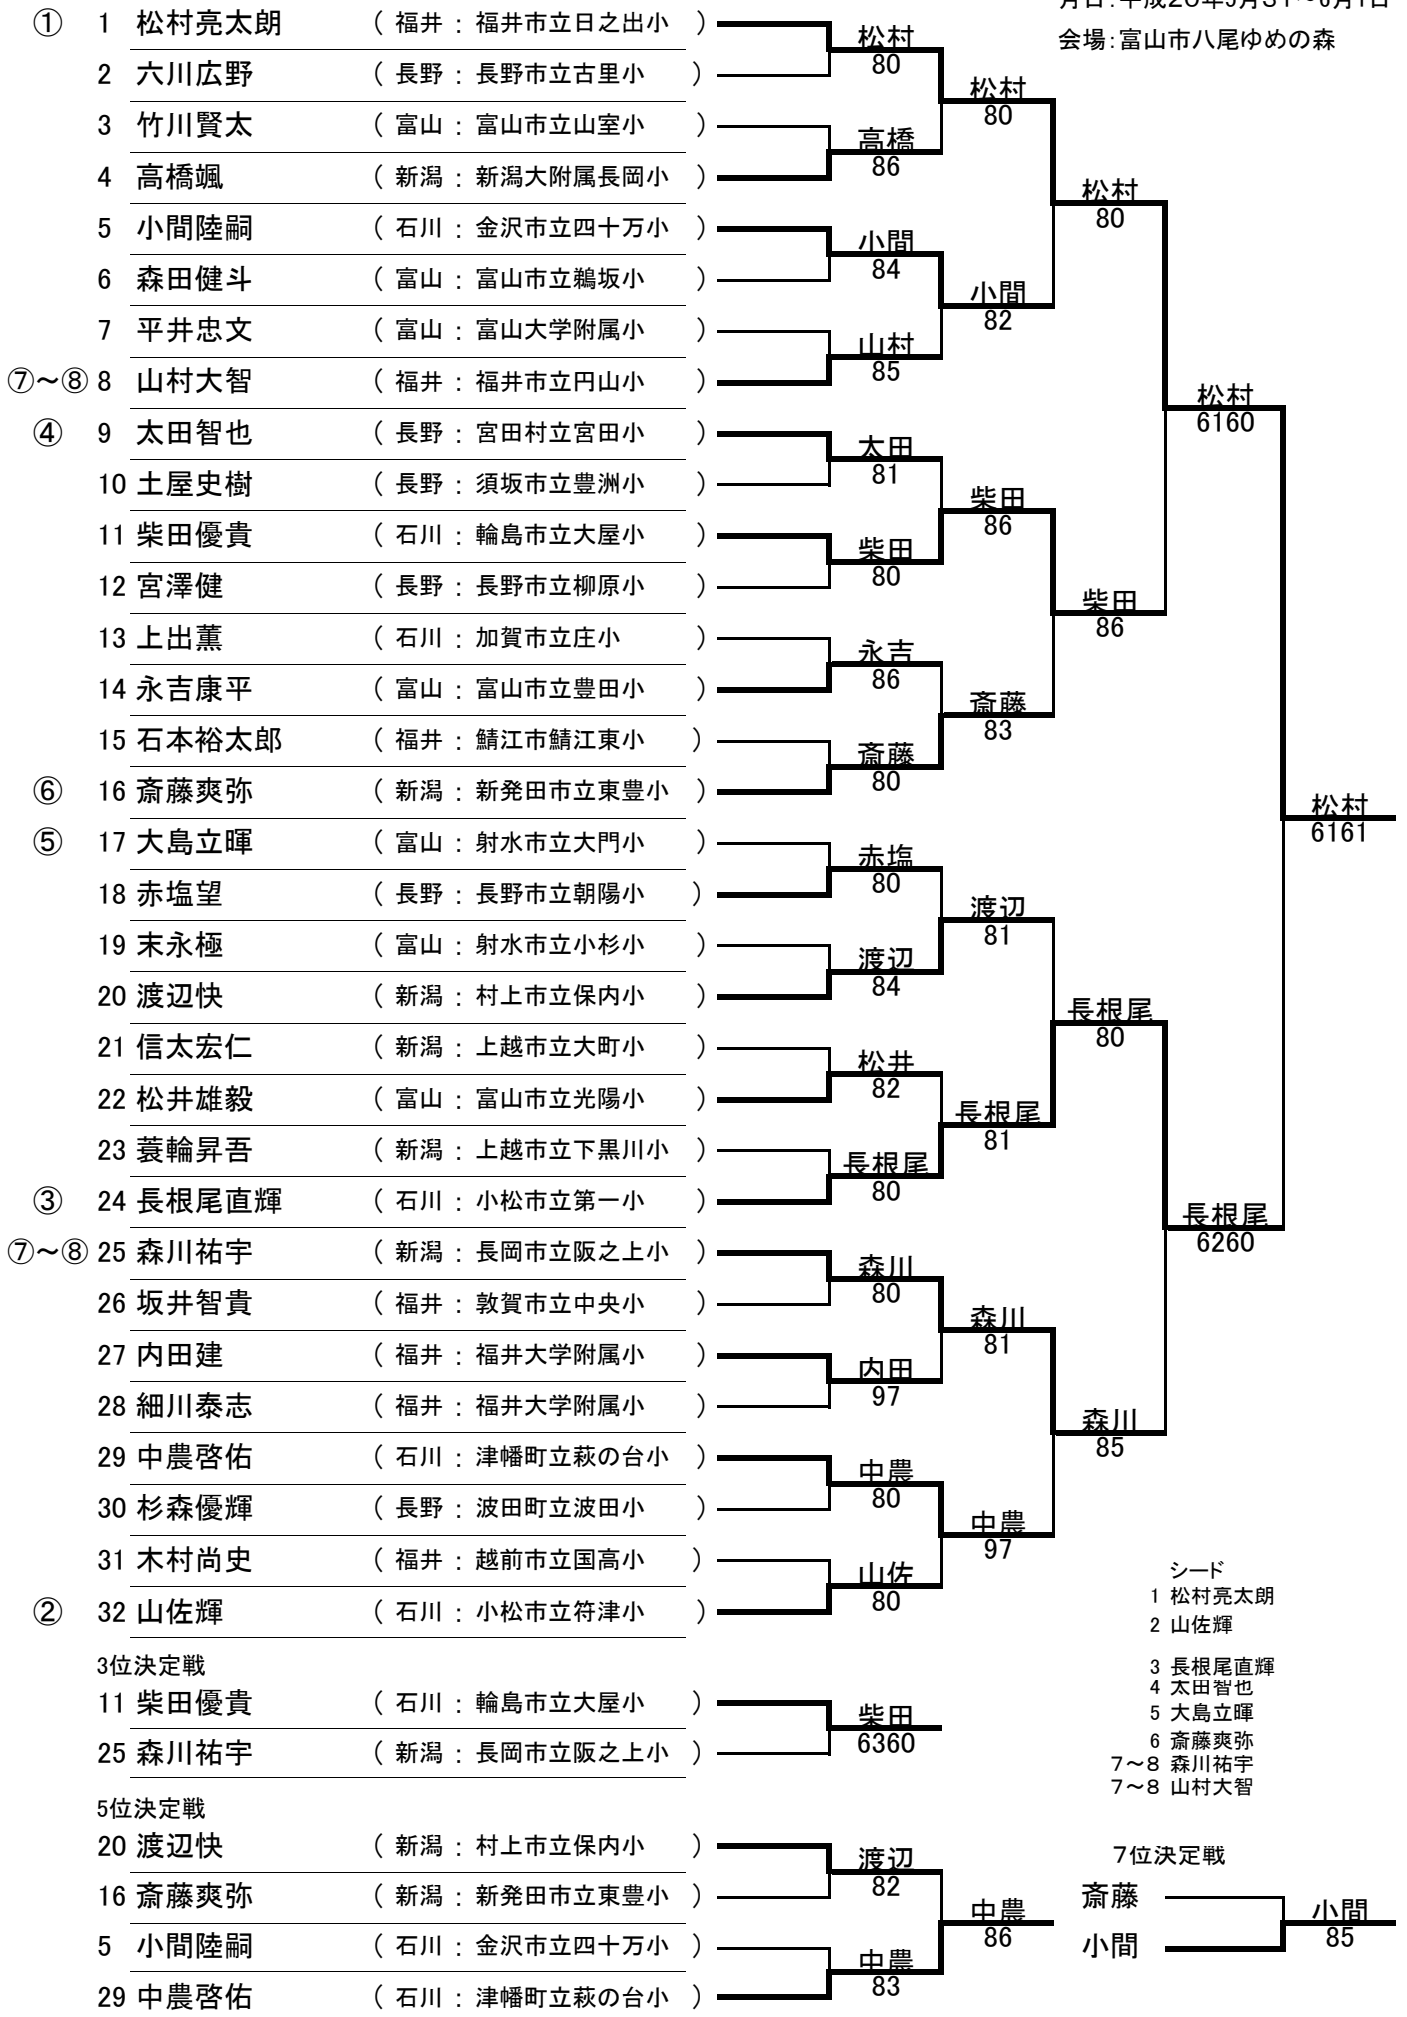 月日：平成20年5月31～6月1日
会場：富山市八尾ゆめの森
① 1 松村亮太朗 （ 福井 ： 福井市立日之出小 ）
2 六川広野 （ 長野 ： 長野市立古里小 ）
3 竹川賢太 （ 富山 ： 富山市立山室小 ）
4 高橋颯 （ 新潟 ： 新潟大附属長岡小 ）
5 小間陸嗣 （ 石川 ： 金沢市立四十万小 ）
6 森田健斗 （ 富山 ： 富山市立鵜坂小 ）
7 平井忠文 （ 富山 ： 富山大学附属小 ）
⑦～⑧ 8 山村大智 （ 福井 ： 福井市立円山小 ）
④ 9 太田智也 （ 長野 ： 宮田村立宮田小 ）
10 土屋史樹 （ 長野 ： 須坂市立豊洲小 ）
11 柴田優貴 （ 石川 ： 輪島市立大屋小 ）
12 宮澤健 （ 長野 ： 長野市立柳原小 ）
13 上出薫 （ 石川 ： 加賀市立庄小 ）
14 永吉康平 （ 富山 ： 富山市立豊田小 ）
15 石本裕太郎 （ 福井 ： 鯖江市鯖江東小 ）
⑥ 16 斎藤爽弥 （ 新潟 ： 新発田市立東豊小 ）
⑤ 17 大島立暉 （ 富山 ： 射水市立大門小 ）
18 赤塩望 （ 長野 ： 長野市立朝陽小 ）
19 末永極 （ 富山 ： 射水市立小杉小 ）
20 渡辺快 （ 新潟 ： 村上市立保内小 ）
21 信太宏仁 （ 新潟 ： 上越市立大町小 ）
22 松井雄毅 （ 富山 ： 富山市立光陽小 ）
23 蓑輪昇吾 （ 新潟 ： 上越市立下黒川小 ）
③ 24 長根尾直輝 （ 石川 ： 小松市立第一小 ）
⑦～⑧ 25 森川祐宇 （ 新潟 ： 長岡市立阪之上小 ）
26 坂井智貴 （ 福井 ： 敦賀市立中央小 ）
27 内田建 （ 福井 ： 福井大学附属小 ）
28 細川泰志 （ 福井 ： 福井大学附属小 ）
29 中農啓佑 （ 石川 ： 津幡町立萩の台小 ）
30 杉森優輝 （ 長野 ： 波田町立波田小 ）
31 木村尚史 （ 福井 ： 越前市立国高小 ）
② 32 山佐輝 （ 石川 ： 小松市立符津小 ）
松村
80
高橋
86
小間
84
山村
85
太田
81
柴田
80
永吉
86
斎藤
80
赤塩
80
渡辺
84
松井
82
長根尾
80
森川
80
内田
97
中農
80
山佐
80
松村
80
小間
82
柴田
86
斎藤
83
渡辺
81
長根尾
81
森川
81
中農
97
松村
80
柴田
86
長根尾
80
森川
85
松村
6160
長根尾
6260
松村
6161
シード
1 松村亮太朗
2 山佐輝
3 長根尾直輝
4 太田智也
5 大島立暉
6 斎藤爽弥
7～8 森川祐宇
7～8 山村大智
3位決定戦
11 柴田優貴 （ 石川 ： 輪島市立大屋小 ）
25 森川祐宇 （ 新潟 ： 長岡市立阪之上小 ）
柴田
6360
5位決定戦
20 渡辺快 （ 新潟 ： 村上市立保内小 ）
16 斎藤爽弥 （ 新潟 ： 新発田市立東豊小 ）
5 小間陸嗣 （ 石川 ： 金沢市立四十万小 ）
29 中農啓佑 （ 石川 ： 津幡町立萩の台小 ）
渡辺
82
中農
83
中農
86
7位決定戦
斎藤
小間
小間
85